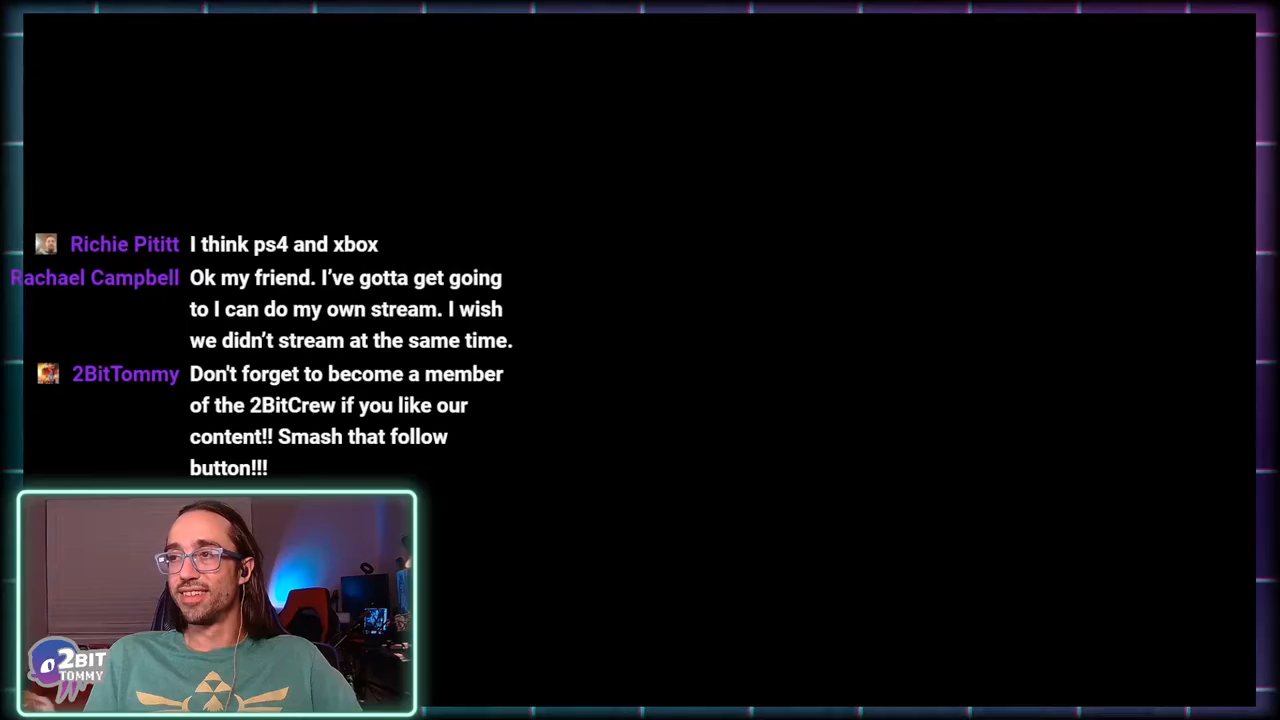 Richie Pititt I think ps4 and xbox
Rachael Campbell Ok my friend. I’ve gotta get going
to I can do my own stream. I wish
we didn’t stream at the same time.
2BitTommy Don't forget to become a member
of the 2BitCrew if you like our
content!! Smash that follow
button!!!
2BIT
TOMMY